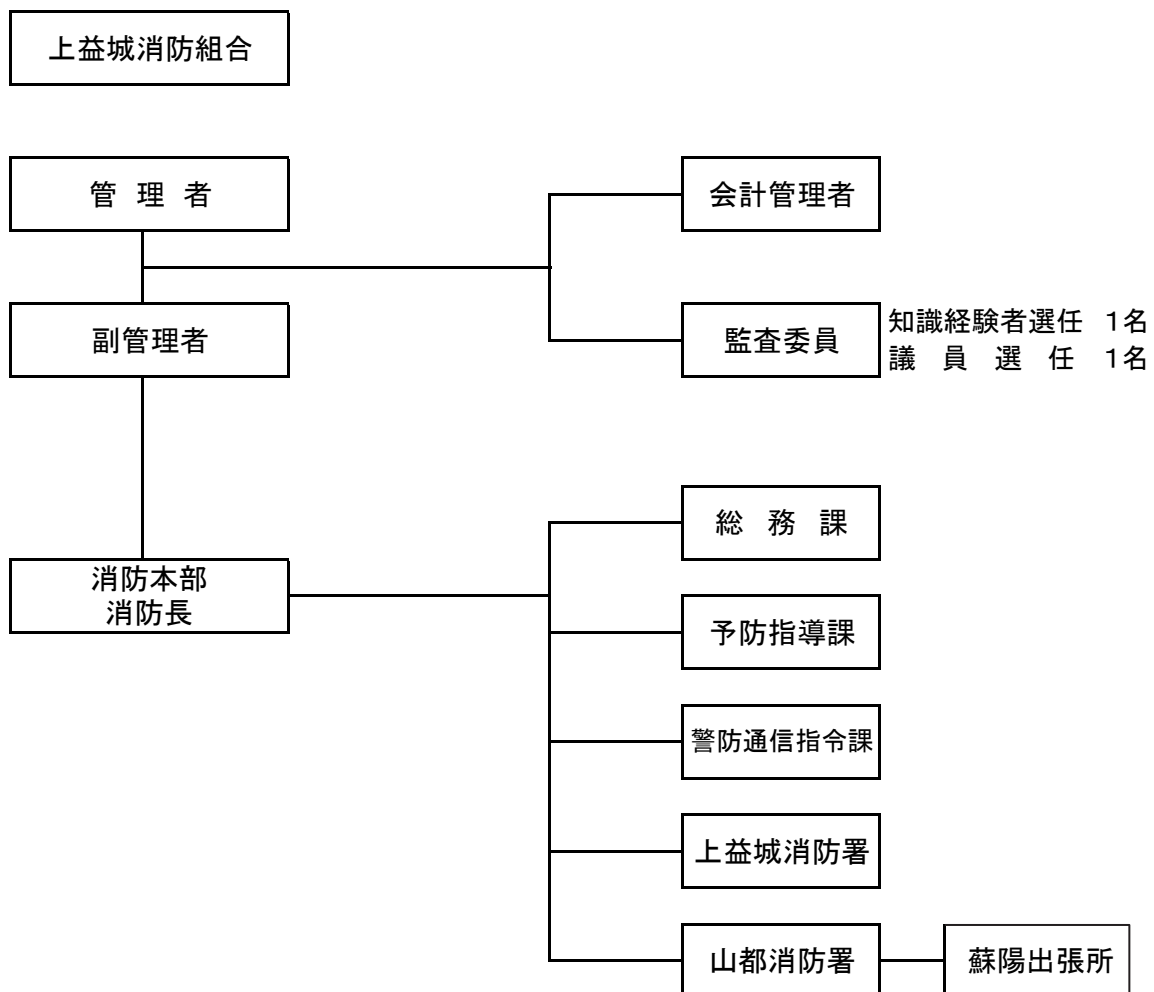 上益城消防組合
管理者
会計管理者
副管理者
監査委員
知識経験者選任 1名
議員選任 1名
総務課
消防本部
消防長
予防指導課
警防通信指令課
上益城消防署
山都消防署
蘇陽出張所